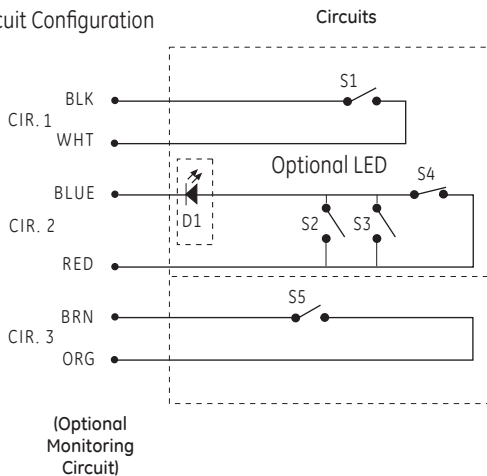 cuit Configuration
Circuits
BLK
S1
CIR. 1
WHT
Optional LED
S4
BLUE
D1
S2
S3
CIR. 2
RED
S5
BRN
CIR. 3
ORG
(Optional
Monitoring
Circuit)